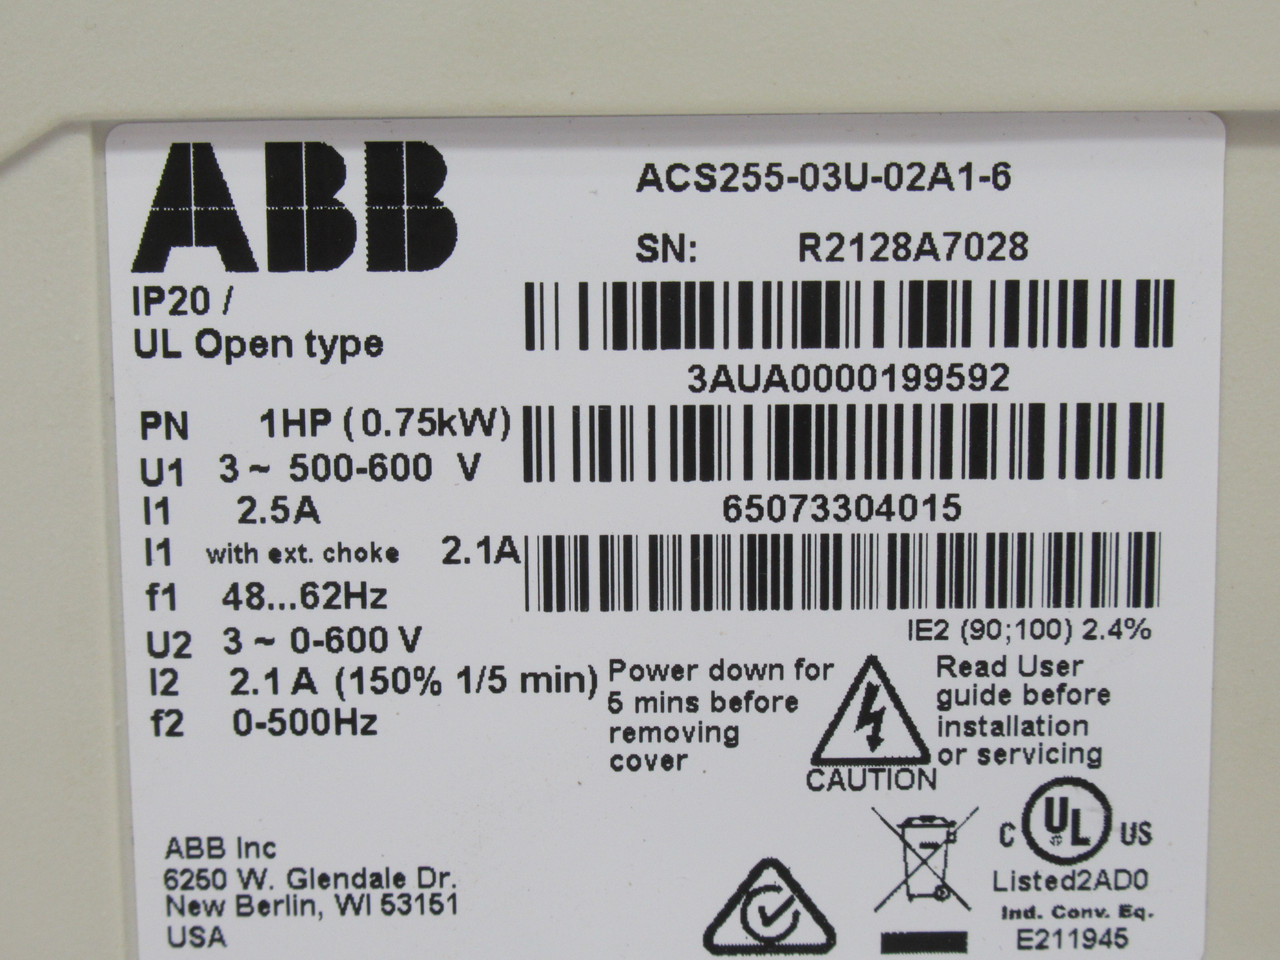 ABB
ACS255-03U-02A1-6
SN: R2128A7028
IP20 /
UL Open type
3AUA0000199592
PN 1HP (0.75kW)
U1 3~ 500-600 V
I1 2.5A
65073304015
I1 with ext. choke 2.1A
f1 48...62Hz
IE2 (90;100) 2.4%
U2 3 ~ 0-600 V
I2 2.1 A (150% 1/5 min)
f2 0-500Hz
Power down for
5 mins before
removing
cover
CAUTION
Read User
guide before
installation
or servicing
ABB Inc
6250 W. Glendale Dr.
New Berlin, WI 53151
USA
C UL US
Listed2AD0
Ind. Conv. Eq.
E211945